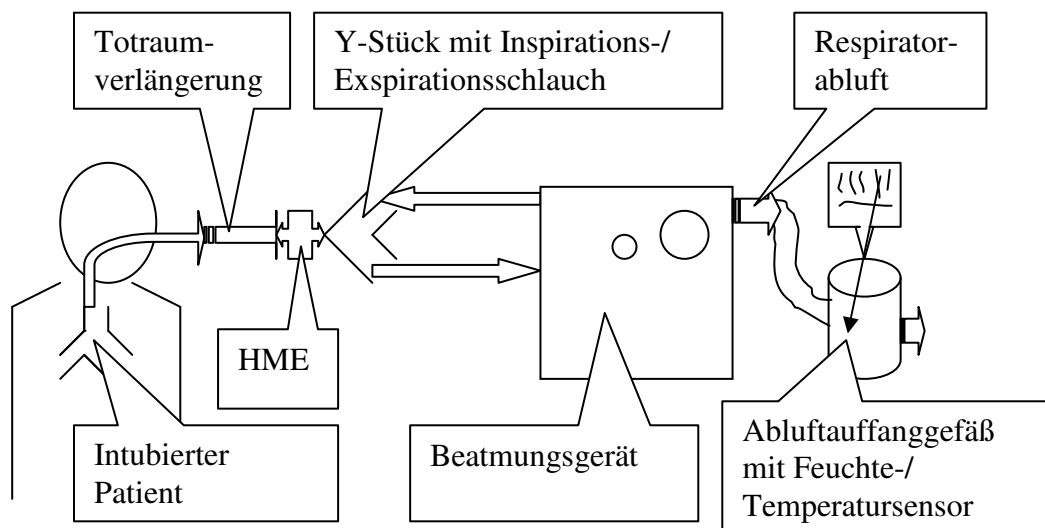 Totraum-
verlängerung
Y-Stück mit Inspirations-/
Exspirationsschlauch
Respirator-
abluft
HME
Intubierter
Patient
Beatmungsgerät
Abluftauffanggefäß
mit Feuchte-/
Temperatursensor